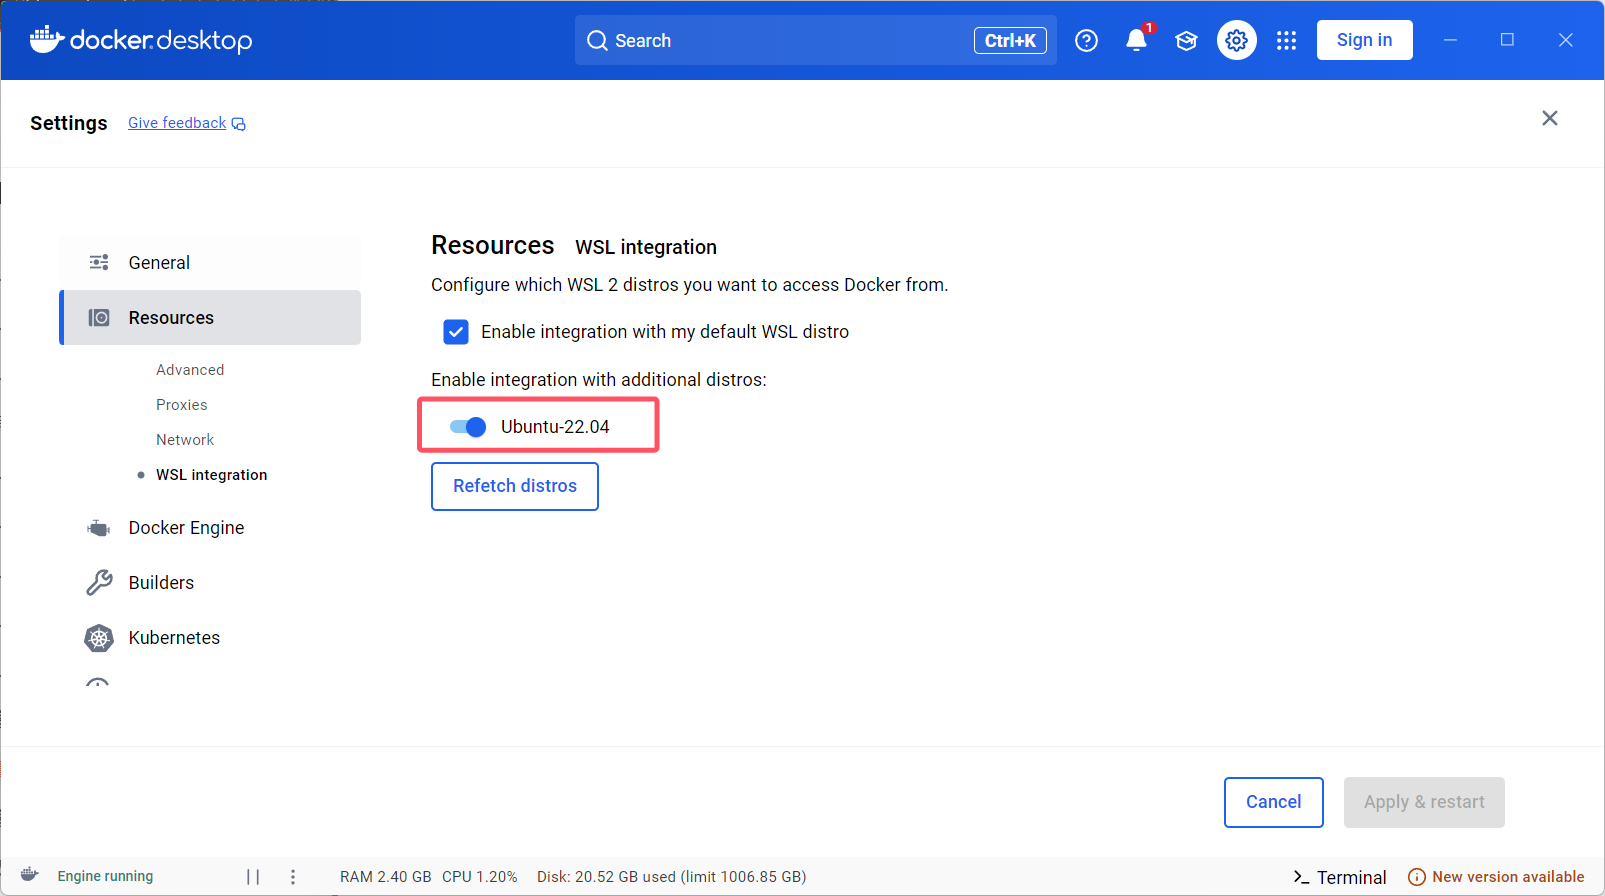 docker desktop
Search
Ctrl+K
1
Sign in
Settings
Give feedback
General
Resources
Advanced
Proxies
Network
WSL integration
Docker Engine
Builders
Kubernetes
Resources WSL integration
Configure which WSL 2 distros you want to access Docker from.
Enable integration with my default WSL distro
Enable integration with additional distros:
Ubuntu-22.04
Refetch distros
Cancel
Apply & restart
Engine running
RAM 2.40 GB CPU 1.20% Disk: 20.52 GB used (limit 1006.85 GB)
Terminal
New version available